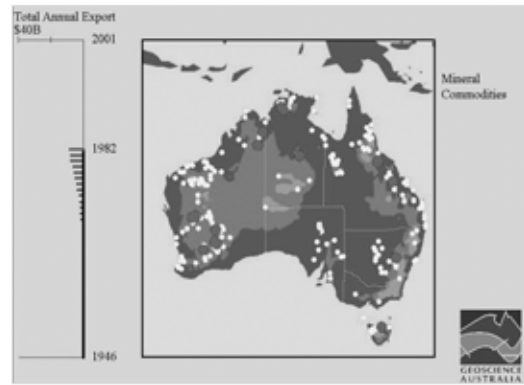 Total Annual Export
$40B
2001
Mineral
Commodities
1982
1946
GEOSCIENCE
AUSTRALIA